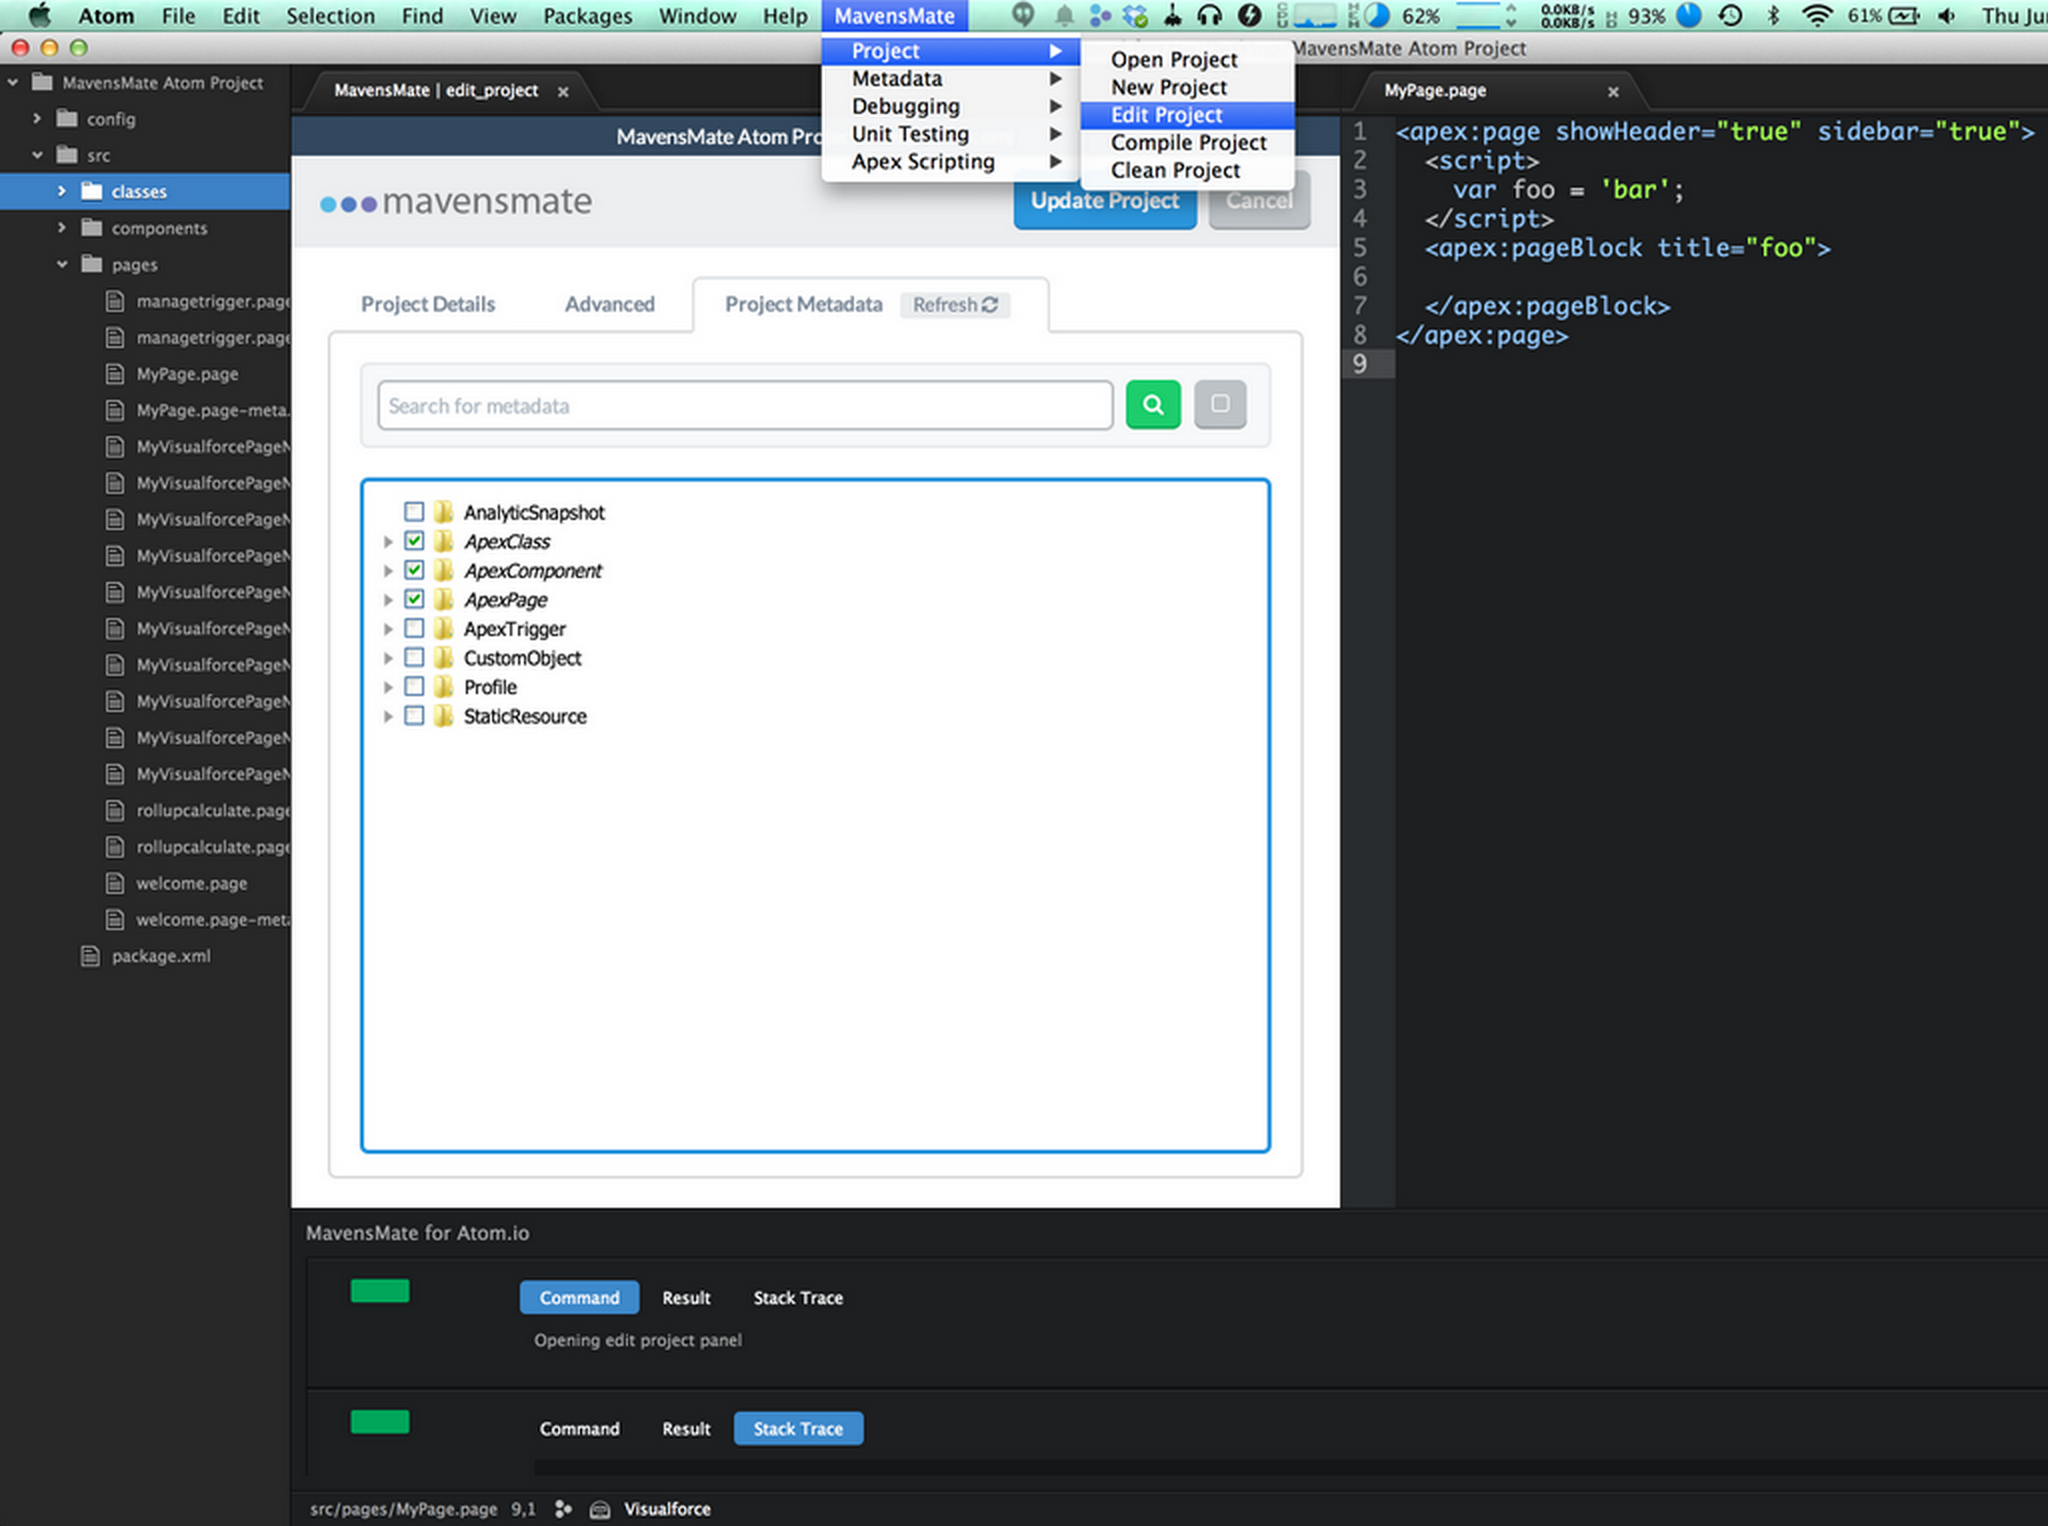 Atom File Edit Selection Find View Packages Window Help MavensMate 62% 0.0KB/s 0.0KB/s 93% 61% Thu
MavensMate Atom Project
Project
Metadata
Debugging
Unit Testing
Apex Scripting
Open Project
New Project
Edit Project
Compile Project
Clean Project
MavensMate Atom Project
config
src
classes
components
pages
managetrigger.page
managetrigger.page
MyPage.page
MyPage.page-meta.
MyVisualforcePage
MyVisualforcePage
MyVisualforcePage
MyVisualforcePage
MyVisualforcePage
MyVisualforcePage
MyVisualforcePage
MyVisualforcePage
MyVisualforcePage
MyVisualforcePage
rollupcalculate.page
rollupcalculate.page
welcome.page
welcome.page-meta
package.xml
MavensMate | edit_project
MavensMate Atom
mavensmate
Update Project Cancel
Project Details Advanced Project Metadata Refresh
Search for metadata
AnalyticSnapshot
ApexClass
ApexComponent
ApexPage
ApexTrigger
CustomObject
Profile
StaticResource
MyPage.page
1 <apex:page showHeader="true" sidebar="true">
2 <script>
3 var foo = 'bar';
4 </script>
5 <apex:pageBlock title="foo">
6
7 </apex:pageBlock>
8 </apex:page>
9
MavensMate for Atom.io
Command Result Stack Trace
Opening edit project panel
Command Result Stack Trace
src/pages/MyPage.page 9,1 Visualforce